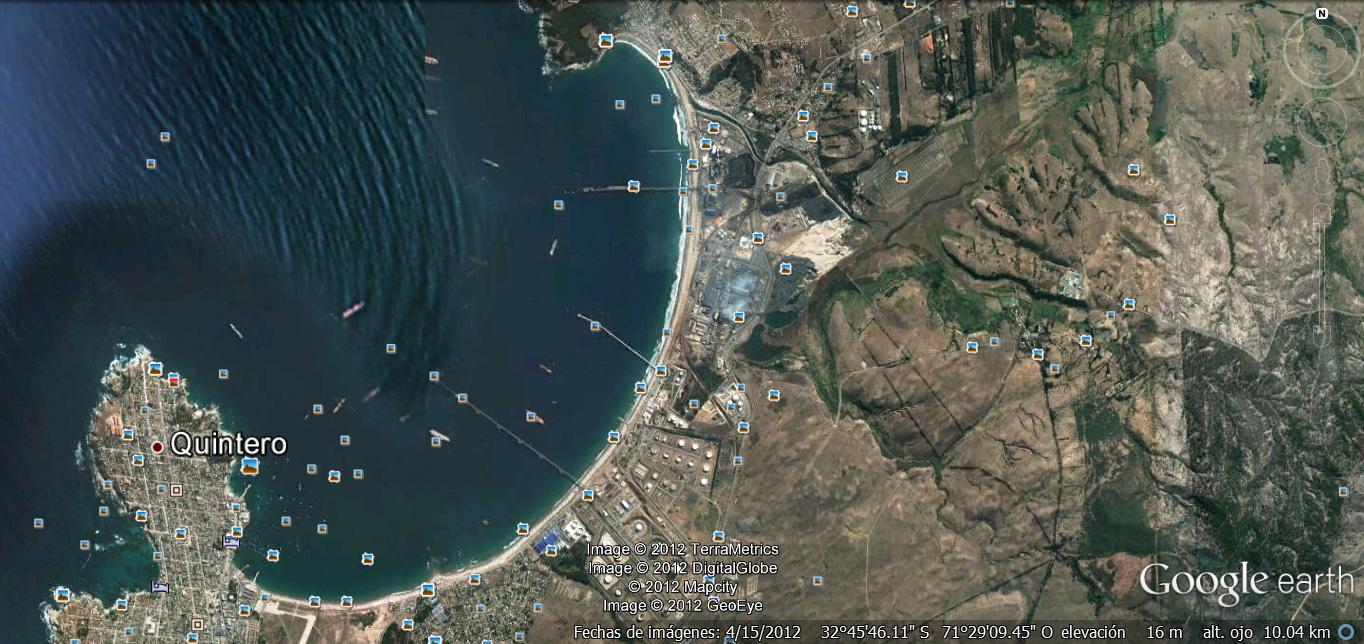 N
Quintero
Image © 2012 TerraMetrics
Image © 2012 DigitalGlobe
© 2012 Mapcity
Image © 2012 GeoEye
Google earth
Fechas de imágenes: 4/15/2012 32°45'46.11" S 71°29'09.45" O elevación 16 m alt. ojo 10.04 km